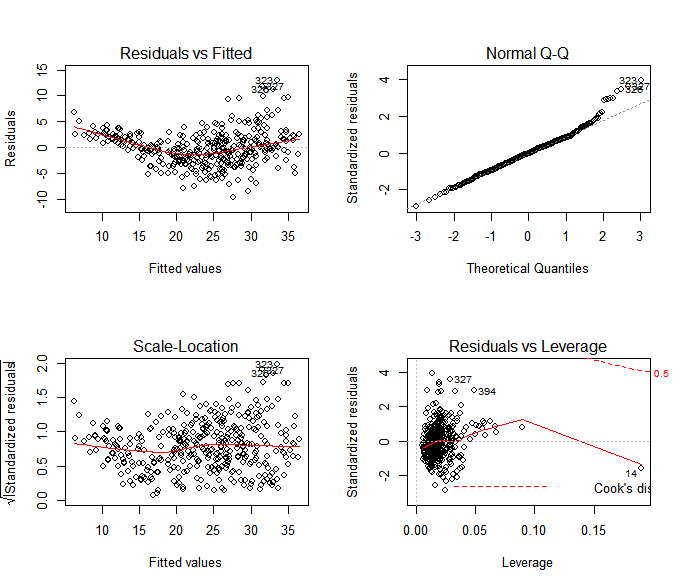 Residuals vs Fitted
Residuals
-10 -5 0 5 10 15
323
327
10 15 20 25 30 35
Fitted values
Normal Q-Q
Standardized residuals
-2 0 2 4
323
-3 -2 -1 0 1 2 3
Theoretical Quantiles
Scale-Location
√|Standardized residuals|
0.0 0.5 1.0 1.5 2.0
323
327
10 15 20 25 30 35
Fitted values
Residuals vs Leverage
Standardized residuals
-2 0 2 4
327
394
0.5
14
Cook's dis
0.00 0.05 0.10 0.15
Leverage